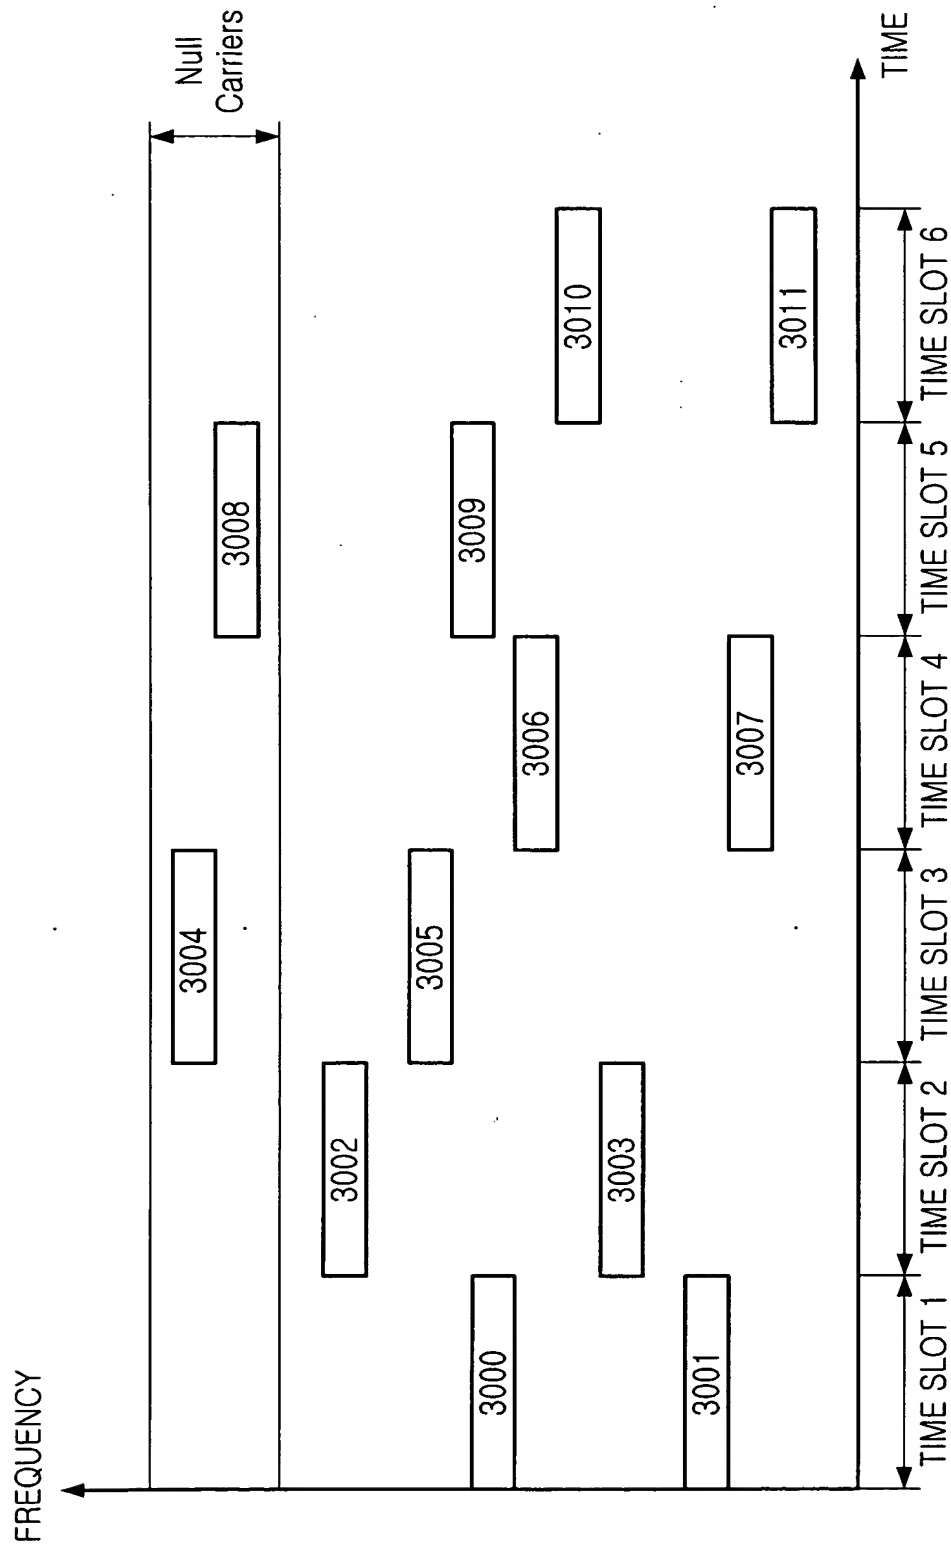 FREQUENCY
Null
Carriers
3004
3008
3002
3005
3009
3000
3006
3010
3003
3001
3007
3011
TIME
TIME SLOT 1
TIME SLOT 2
TIME SLOT 3
TIME SLOT 4
TIME SLOT 5
TIME SLOT 6